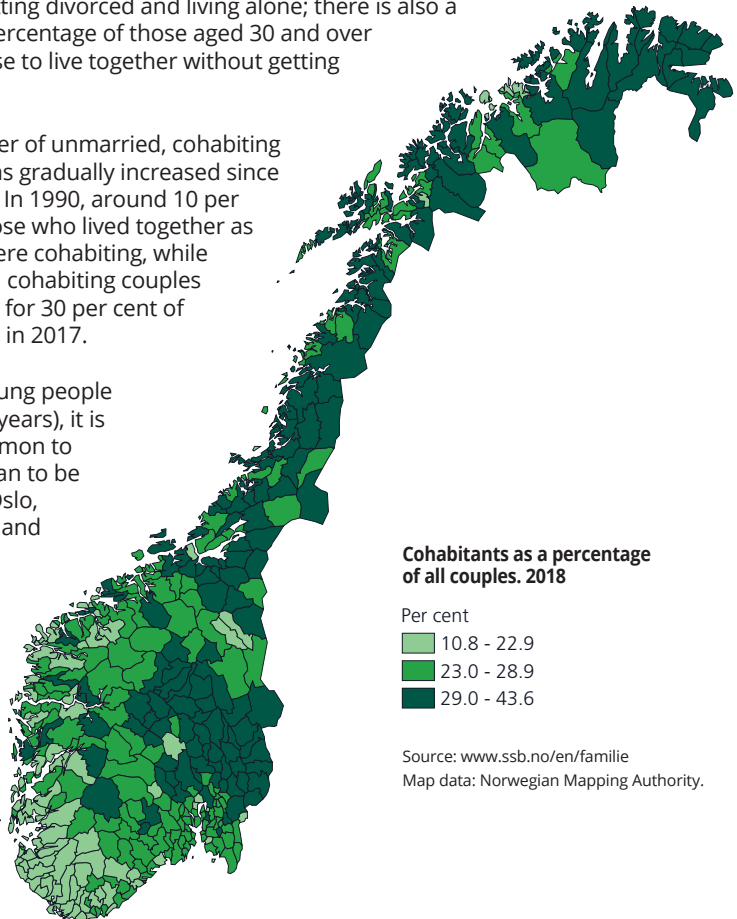 tting divorced and living alone; there is also a
ercentage of those aged 30 and over
se to live together without getting
er of unmarried, cohabiting
as gradually increased since
In 1990, around 10 per
ose who lived together as
ere cohabiting, while
cohabiting couples
for 30 per cent of
in 2017.
ung people
years), it is
mon to
an to be
Oslo,
and
Cohabitants as a percentage
of all couples. 2018
Per cent
10.8 - 22.9
23.0 - 28.9
29.0 - 43.6
Source: www.ssb.no/en/familie
Map data: Norwegian Mapping Authority.